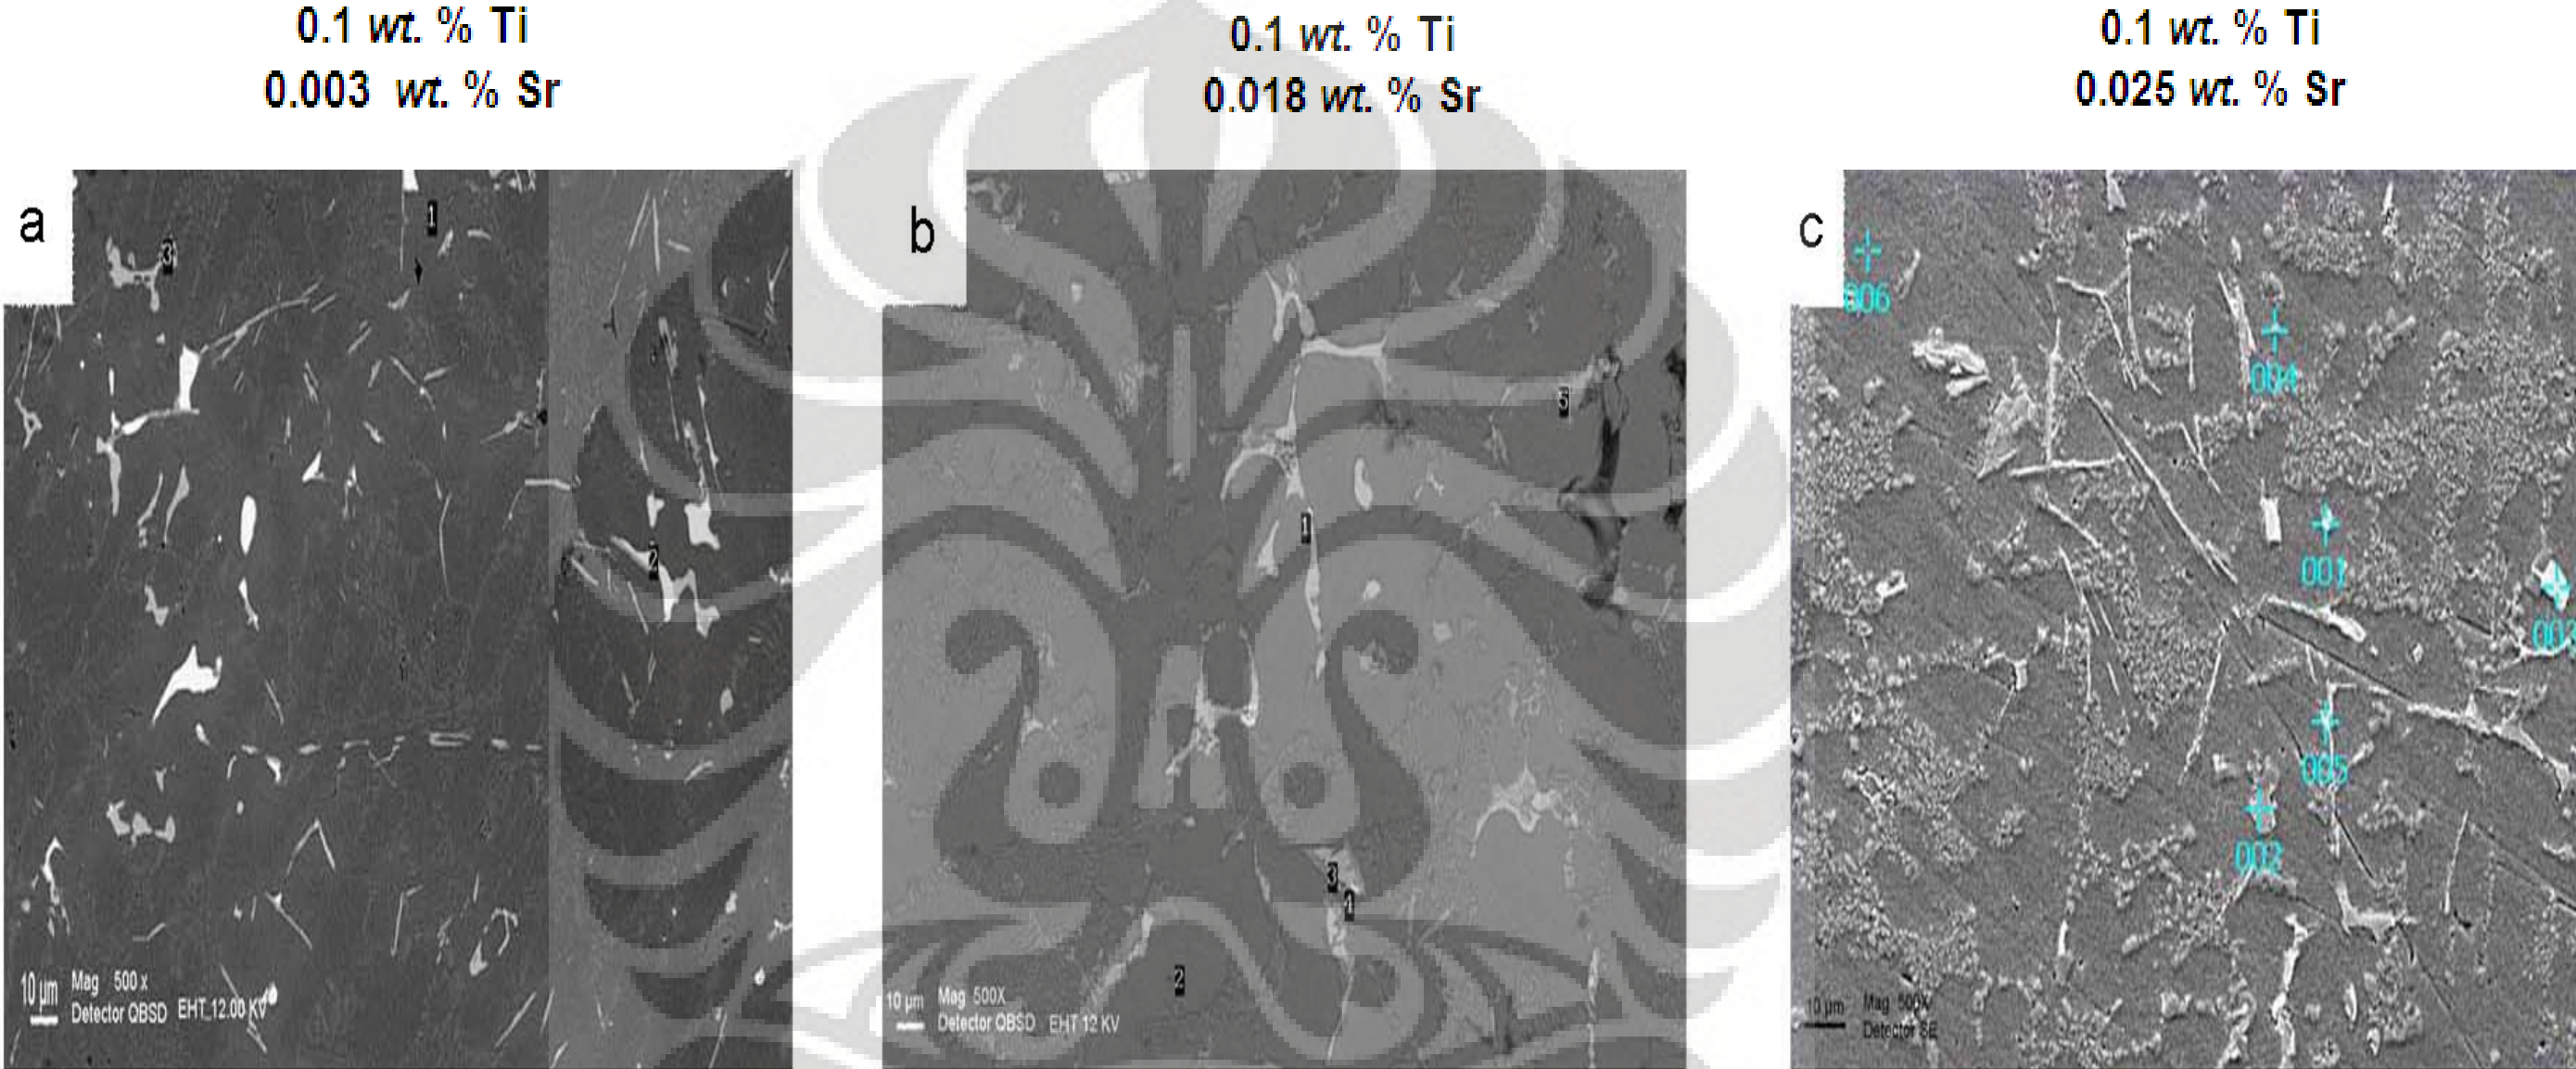 0.1 wt. % Ti
0.003 wt. % Sr
0.1 wt. % Ti
0.018 wt. % Sr
0.1 wt. % Ti
0.025 wt. % Sr
a
1
3
2
10 µm
Mag 500 x
Detector QBSD EHT 12.00 KV
b
5
1
3
4
2
10 µm
Mag 500X
Detector QBSD EHT 12 KV
c
006
004
001
003
005
002
10 µm
Mag 500X
Detector SE